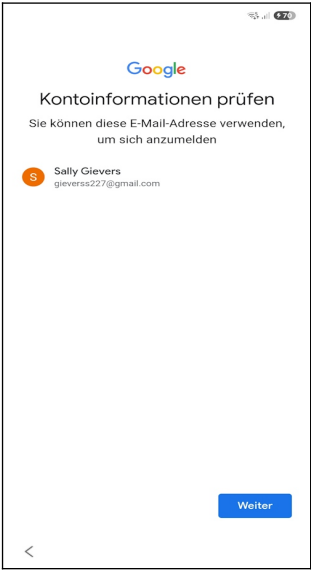 70
Google
Kontoinformationen prüfen
Sie können diese E-Mail-Adresse verwenden,
um sich anzumelden
S
Sally Gievers
gieverss227@gmail.com
Weiter